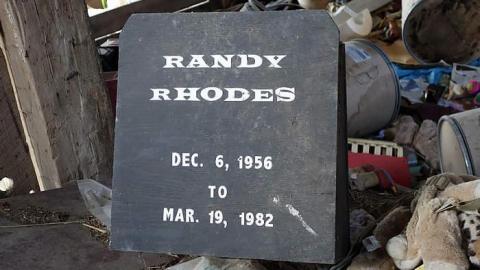 RANDY
RHODES
DEC. 6, 1956
TO
MAR. 19, 1982